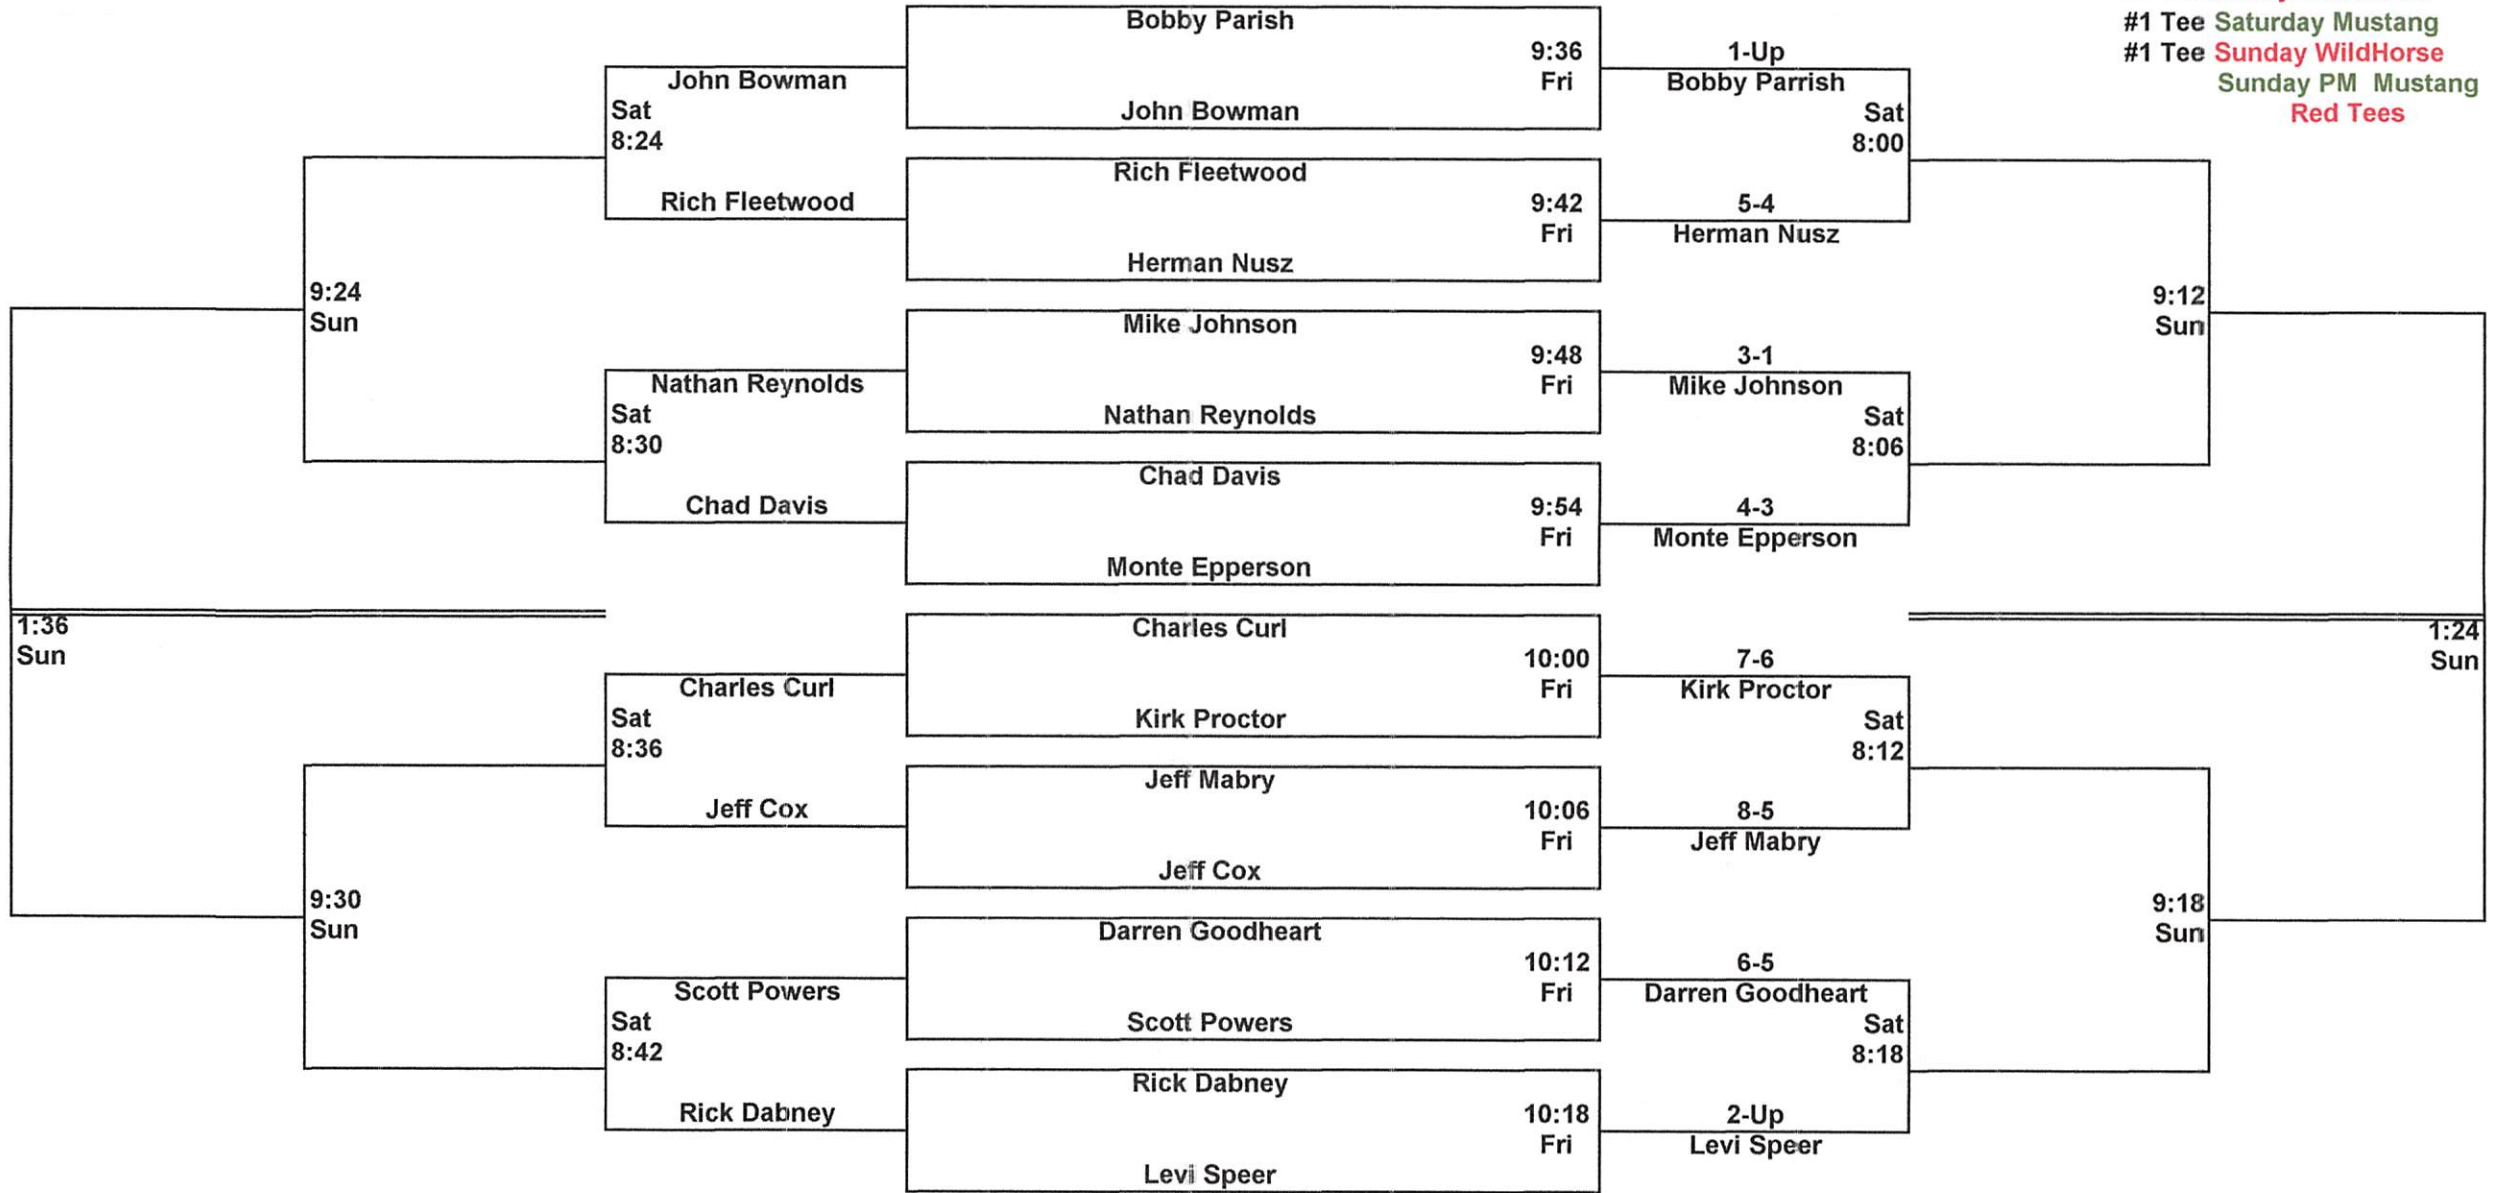 #1 Tee Saturday Mustang
#1 Tee Sunday WildHorse
Sunday PM Mustang
Red Tees
Bobby Parish
9:36
Fri
John Bowman
Rich Fleetwood
9:42
Fri
Herman Nusz
Mike Johnson
9:48
Fri
Nathan Reynolds
Chad Davis
9:54
Fri
Monte Epperson
Charles Curl
10:00
Fri
Kirk Proctor
Jeff Mabry
10:06
Fri
Jeff Cox
Darren Goodheart
10:12
Fri
Scott Powers
Rick Dabney
10:18
Fri
Levi Speer
John Bowman
Sat
8:24
Rich Fleetwood
Nathan Reynolds
Sat
8:30
Chad Davis
Charles Curl
Sat
8:36
Jeff Cox
Scott Powers
Sat
8:42
Rick Dabney
9:24
Sun
9:30
Sun
1:36
Sun
1-Up
Bobby Parrish
Sat
8:00
5-4
Herman Nusz
3-1
Mike Johnson
Sat
8:06
4-3
Monte Epperson
7-6
Kirk Proctor
Sat
8:12
8-5
Jeff Mabry
6-5
Darren Goodheart
Sat
8:18
2-Up
Levi Speer
9:12
Sun
9:18
Sun
1:24
Sun